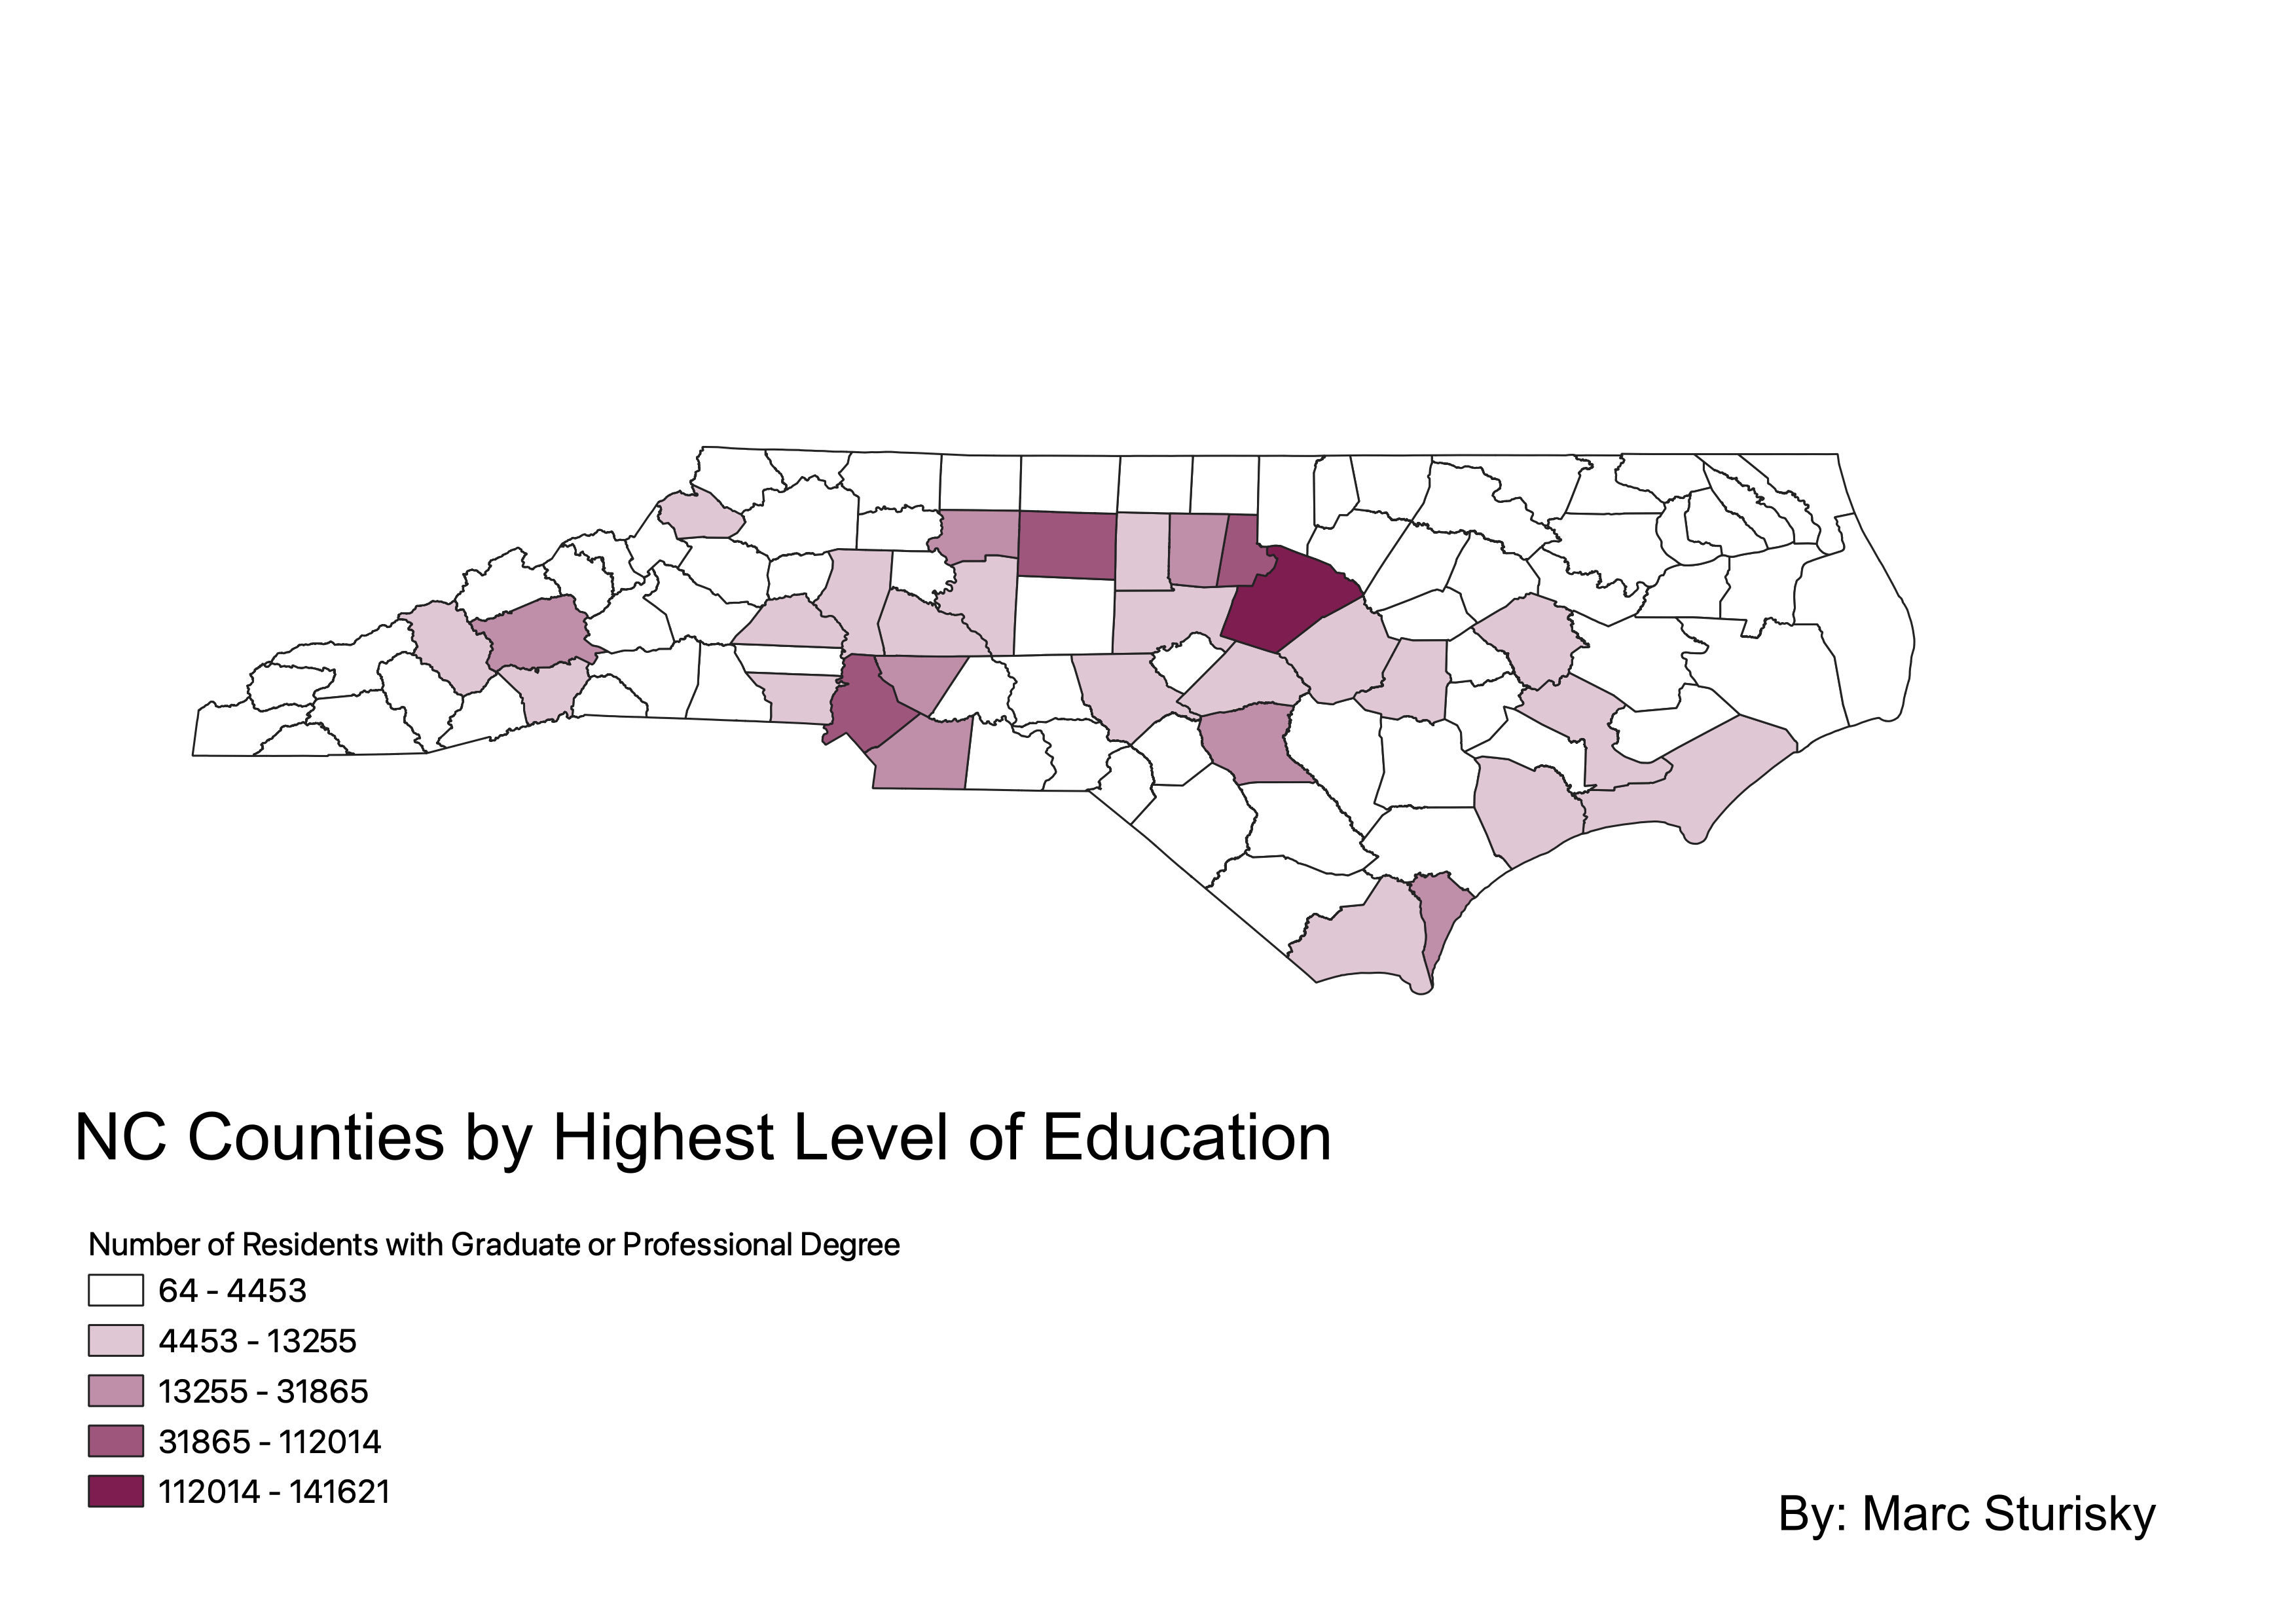 NC Counties by Highest Level of Education
Number of Residents with Graduate or Professional Degree
64 - 4453
4453 - 13255
13255 - 31865
31865 - 112014
112014 - 141621
By: Marc Sturisky